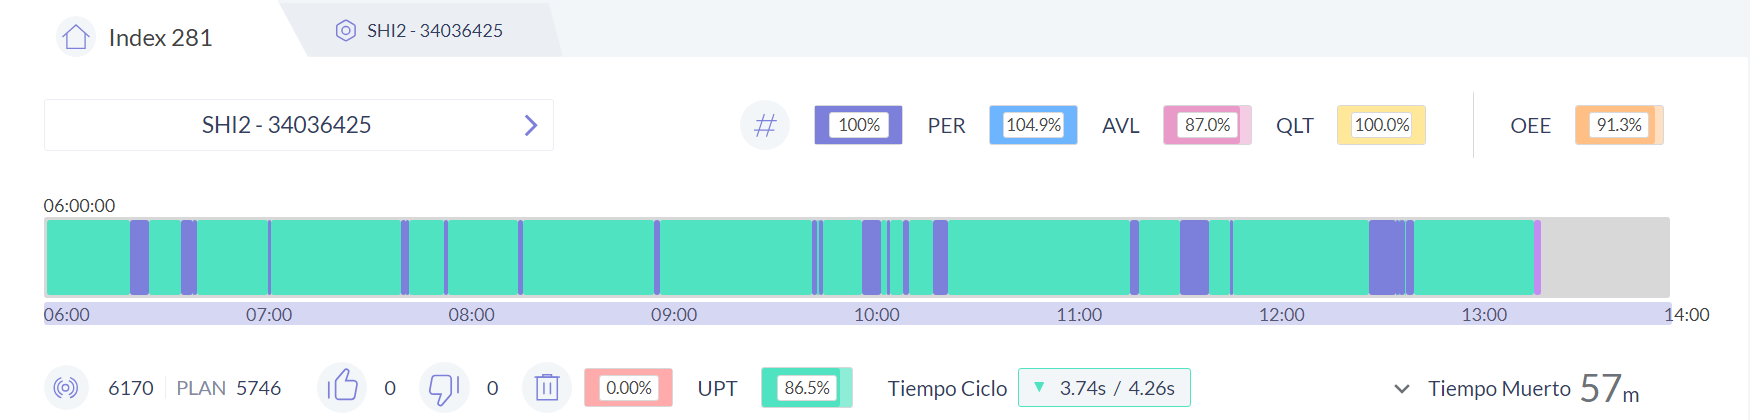 Index 281
SHI2 - 34036425
SHI2 - 34036425
100% PER 104.9% AVL 87.0% QLT 100.0% OEE 91.3%
06:00:00
06:00 07:00 08:00 09:00 10:00 11:00 12:00 13:00 14:00
6170 PLAN 5746 0 0 0.00% UPT 86.5% Tiempo Ciclo 3.74s / 4.26s Tiempo Muerto 57m